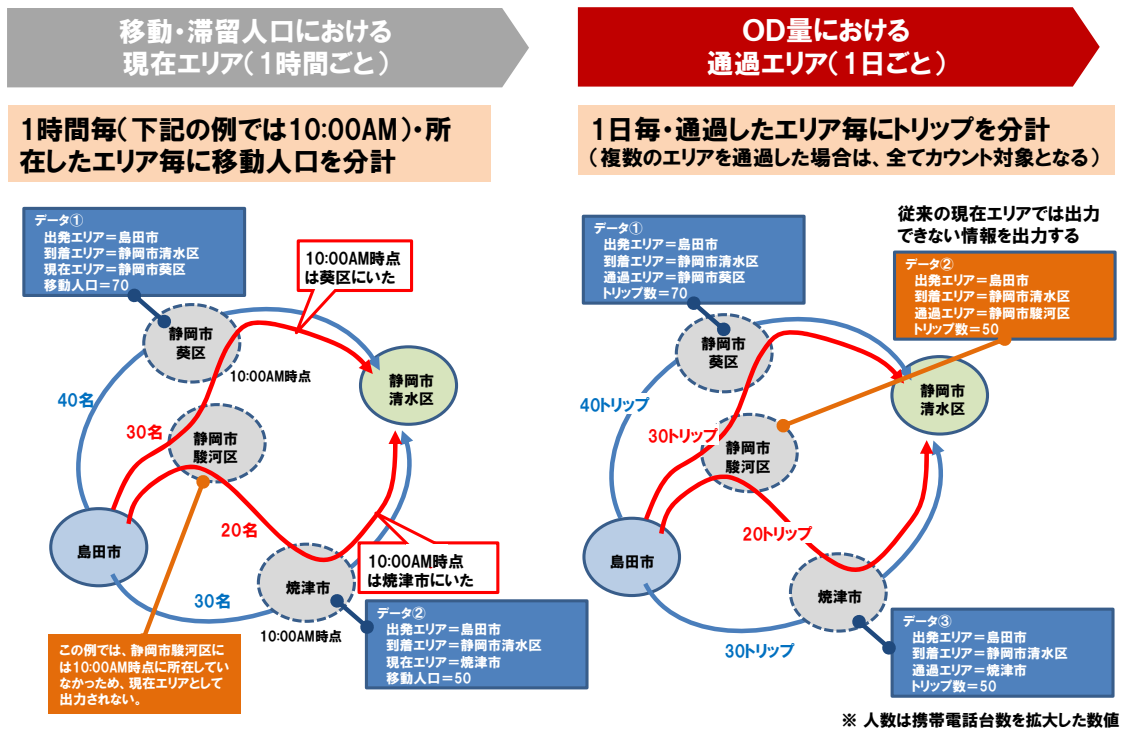 移動・滞留人口における
現在エリア(1時間ごと)
1時間毎(下記の例では10:00AM)・所
在したエリア毎に移動人口を分計
データ①
出発エリア=島田市
到着エリア=静岡市清水区
現在エリア=静岡市葵区
移動人口=70
10:00AM時点
は葵区にいた
静岡市
葵区
10:00AM時点
静岡市
清水区
40名
30名
静岡市
駿河区
20名
島田市
10:00AM時点
は焼津市にいた
焼津市
30名
10:00AM時点
データ②
出発エリア=島田市
到着エリア=静岡市清水区
現在エリア=焼津市
移動人口=50
この例では、静岡市駿河区に
は10:00AM時点に所在してい
なかっため、現在エリアとして
出力されない。
OD量における
通過エリア(1日ごと)
1日毎・通過したエリア毎にトリップを分計
(複数のエリアを通過した場合は、全てカウント対象となる)
データ①
出発エリア=島田市
到着エリア=静岡市清水区
通過エリア=静岡市葵区
トリップ数=70
従来の現在エリアでは出力
できない情報を出力する
データ②
出発エリア=島田市
到着エリア=静岡市清水区
通過エリア=静岡市駿河区
トリップ数=50
静岡市
葵区
静岡市
清水区
40トリップ
30トリップ
静岡市
駿河区
20トリップ
島田市
焼津市
30トリップ
データ③
出発エリア=島田市
到着エリア=静岡市清水区
通過エリア=焼津市
トリップ数=50
※ 人数は携帯電話台数を拡大した数値